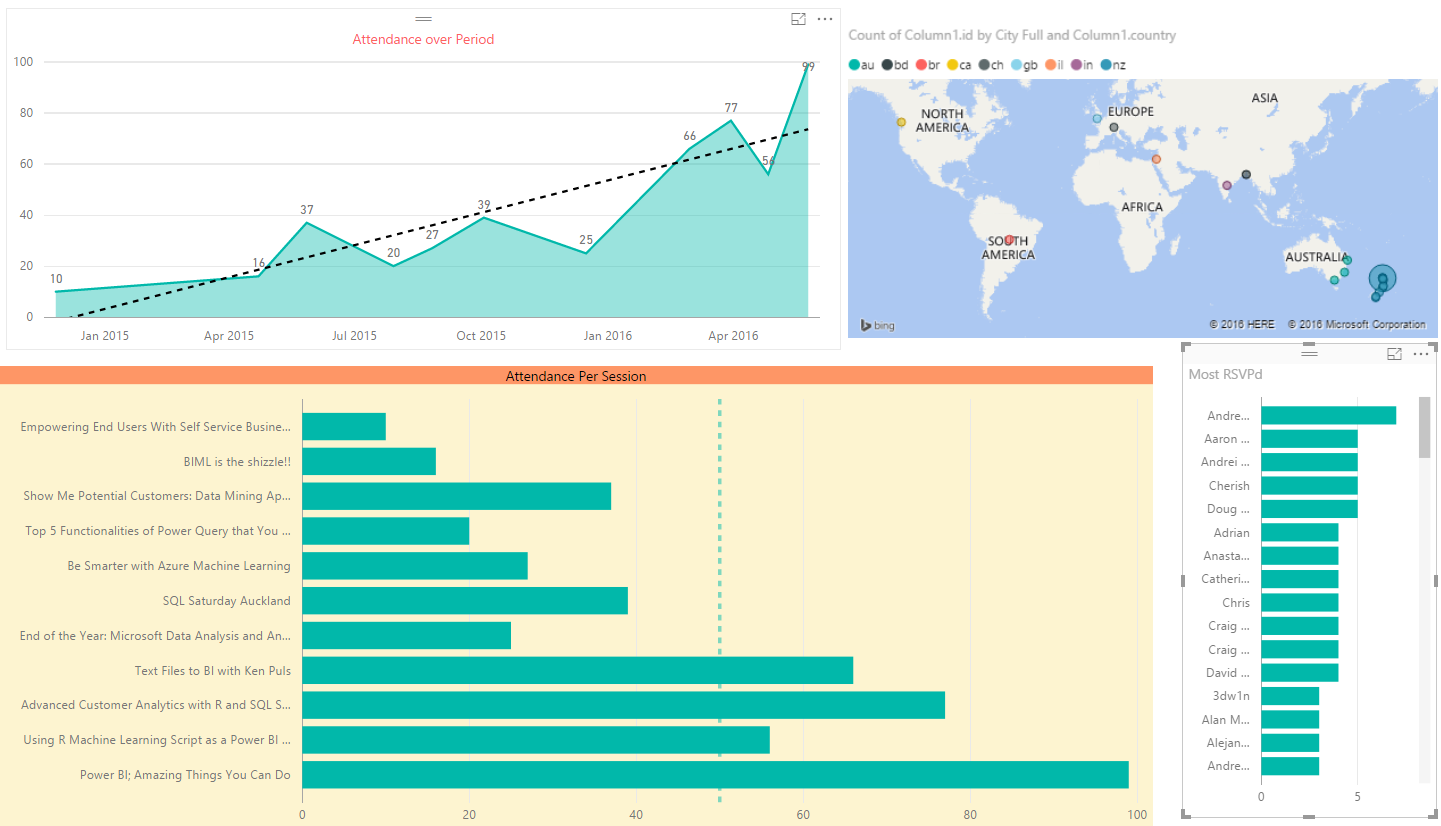 Attendance over Period
100
80
60
40
20
0
10
16
37
20
27
39
25
66
77
56
99
Jan 2015
Apr 2015
Jul 2015
Oct 2015
Jan 2016
Apr 2016
Count of Column1.id by City Full and Column1.country
au bd br ca ch gb il in nz
NORTH
AMERICA
EUROPE
ASIA
AFRICA
SOUTH
AMERICA
AUSTRALIA
bing
© 2016 HERE © 2016 Microsoft Corporation
Attendance Per Session
Empowering End Users With Self Service Busine...
BIML is the shizzle!!
Show Me Potential Customers: Data Mining Ap...
Top 5 Functionalities of Power Query that You ...
Be Smarter with Azure Machine Learning
SQL Saturday Auckland
End of the Year: Microsoft Data Analysis and An...
Text Files to BI with Ken Puls
Advanced Customer Analytics with R and SQL S...
Using R Machine Learning Script as a Power BI ...
Power BI; Amazing Things You Can Do
0 20 40 60 80 100
Most RSVPd
Andre...
Aaron ...
Andrei ...
Cherish
Doug ...
Adrian
Anasta...
Catheri...
Chris
Craig ...
Craig ...
David ...
3dw1n
Alan M...
Alejan...
Andre...
0 5